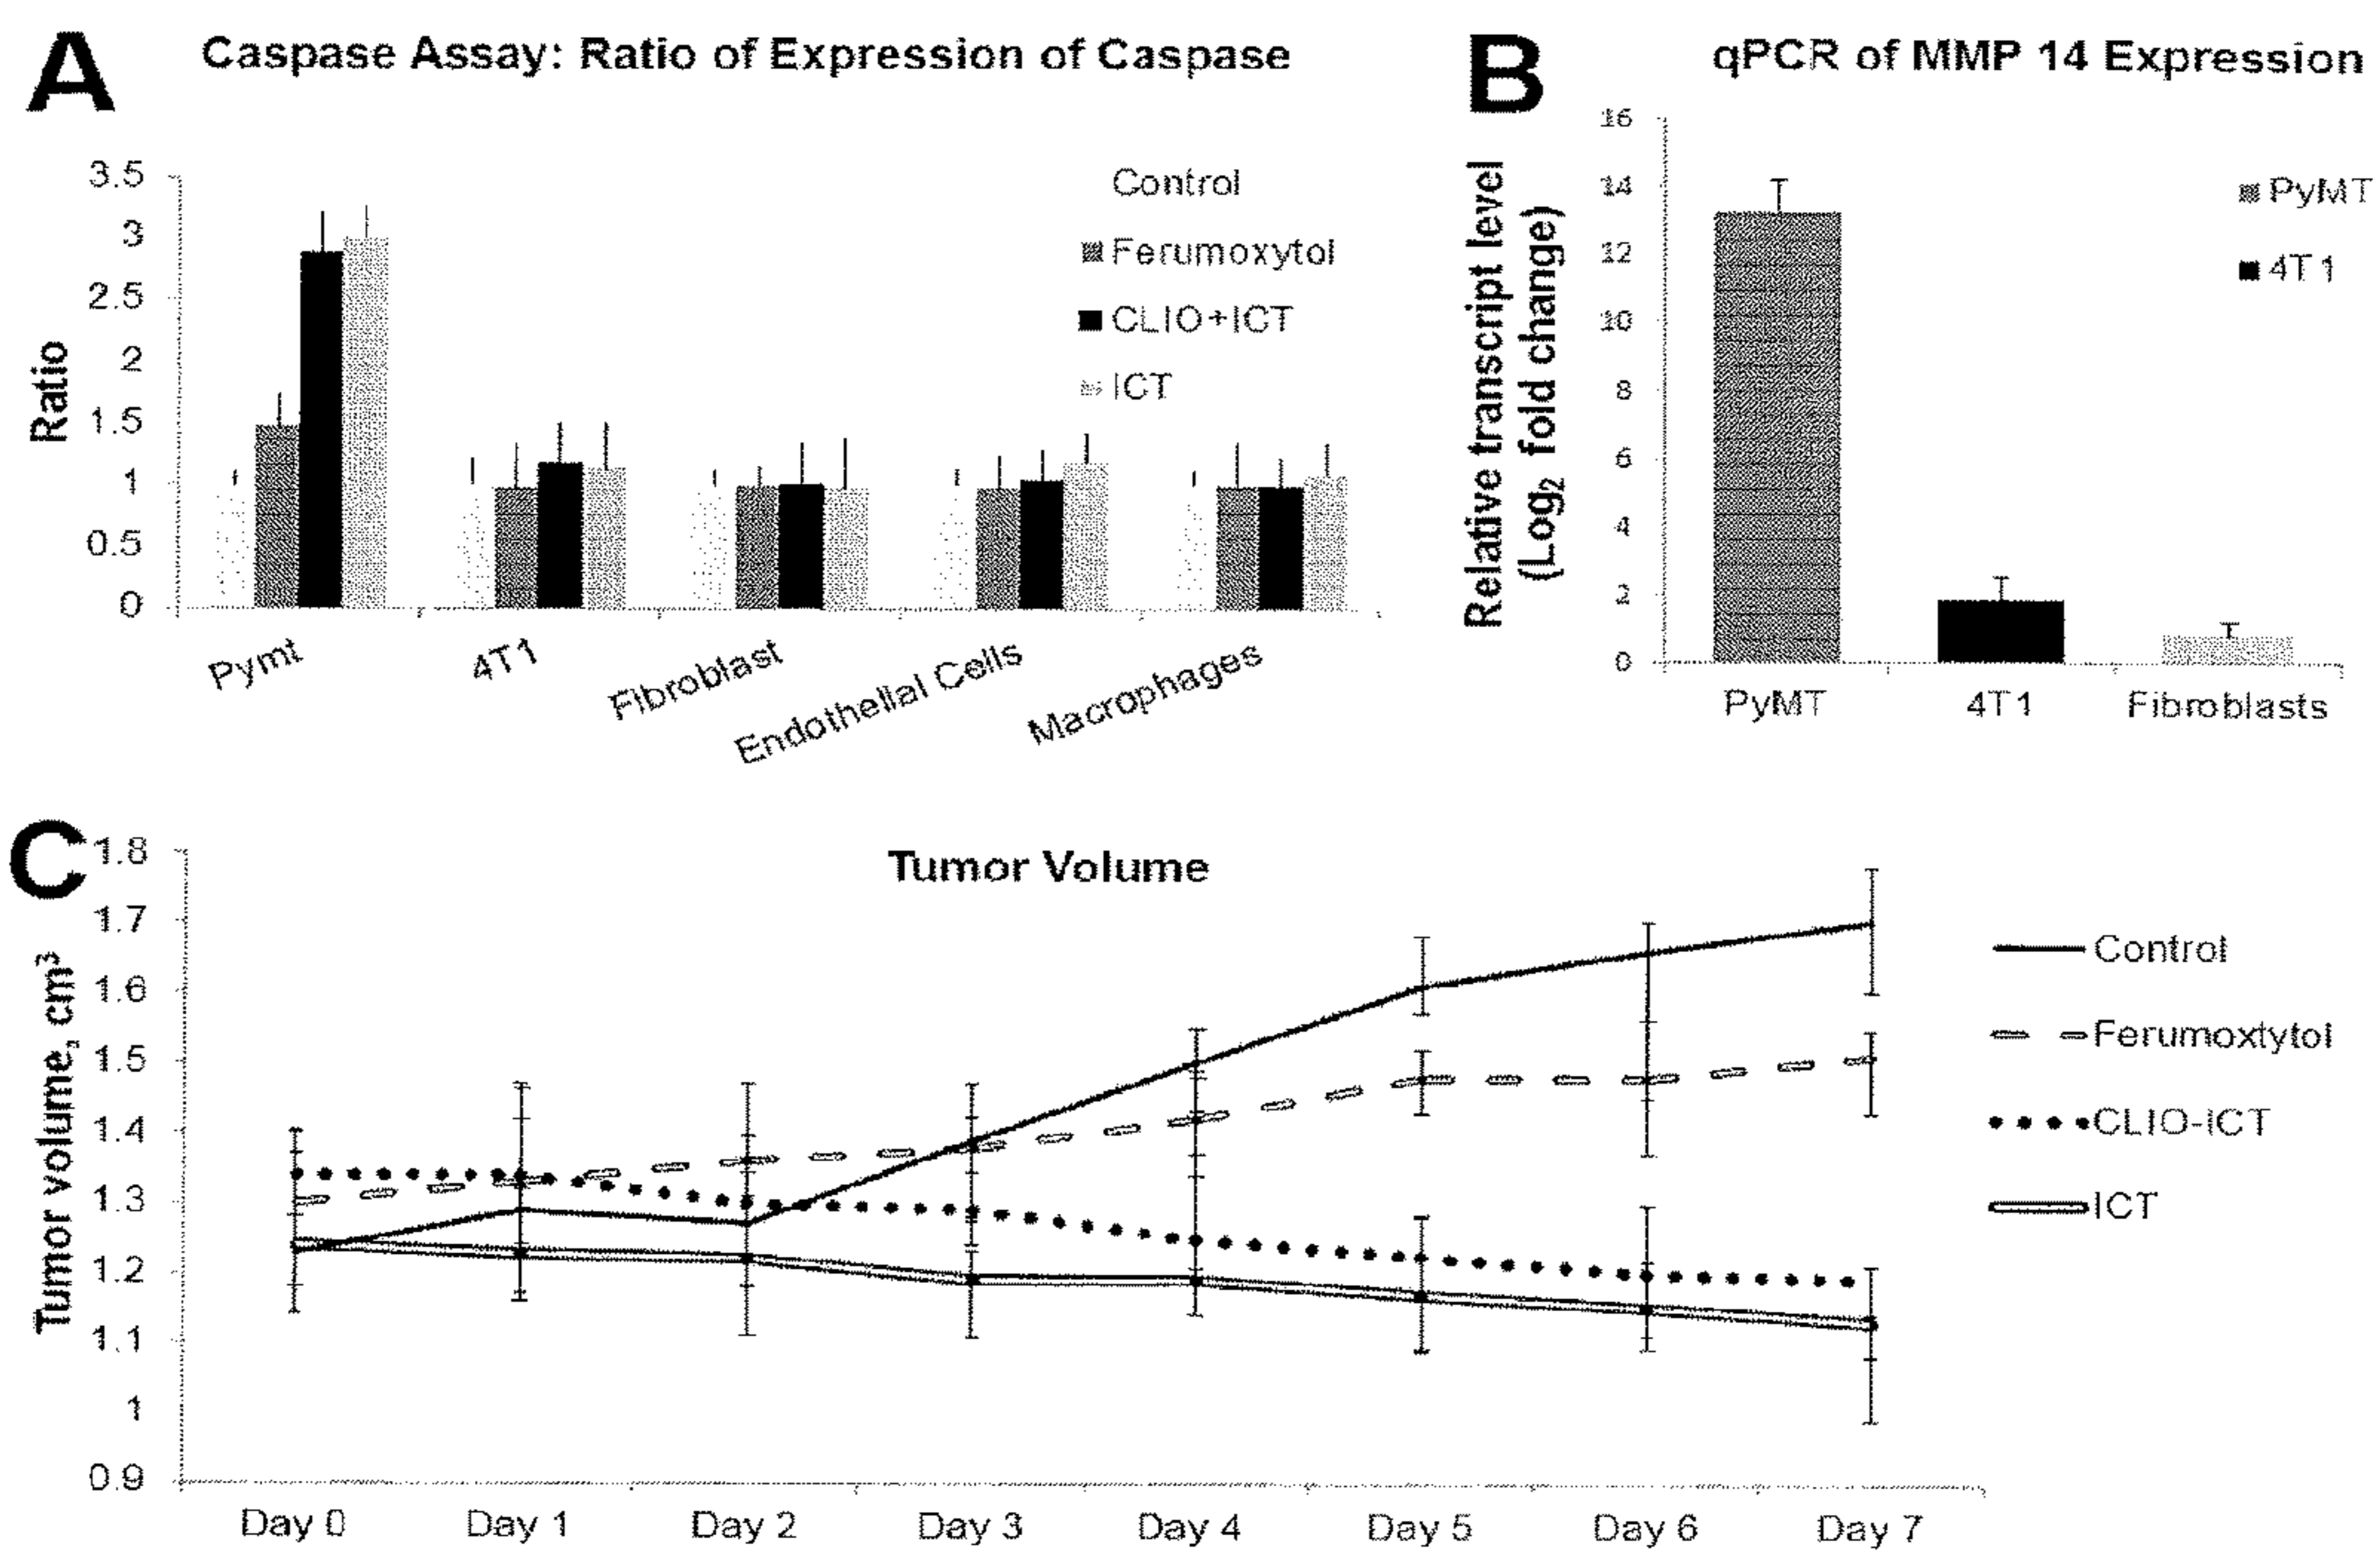 A
Caspase Assay: Ratio of Expression of Caspase
Ratio
3.5
3
2.5
2
1.5
1
0.5
0
Control
Ferumoxytol
CLIO+ICT
ICT
Pymt
4T1
Fibroblast
Endothelial Cells
Macrophages
B
qPCR of MMP 14 Expression
Relative transcript level
(Log₂ fold change)
16
14
12
10
8
6
4
2
0
PyMT
4T1
PyMT
4T1
Fibroblasts
C
Tumor Volume
Tumor volume, cm³
1.8
1.7
1.6
1.5
1.4
1.3
1.2
1.1
1
0.9
Control
Ferumoxtytol
CLIO-ICT
ICT
Day 0
Day 1
Day 2
Day 3
Day 4
Day 5
Day 6
Day 7